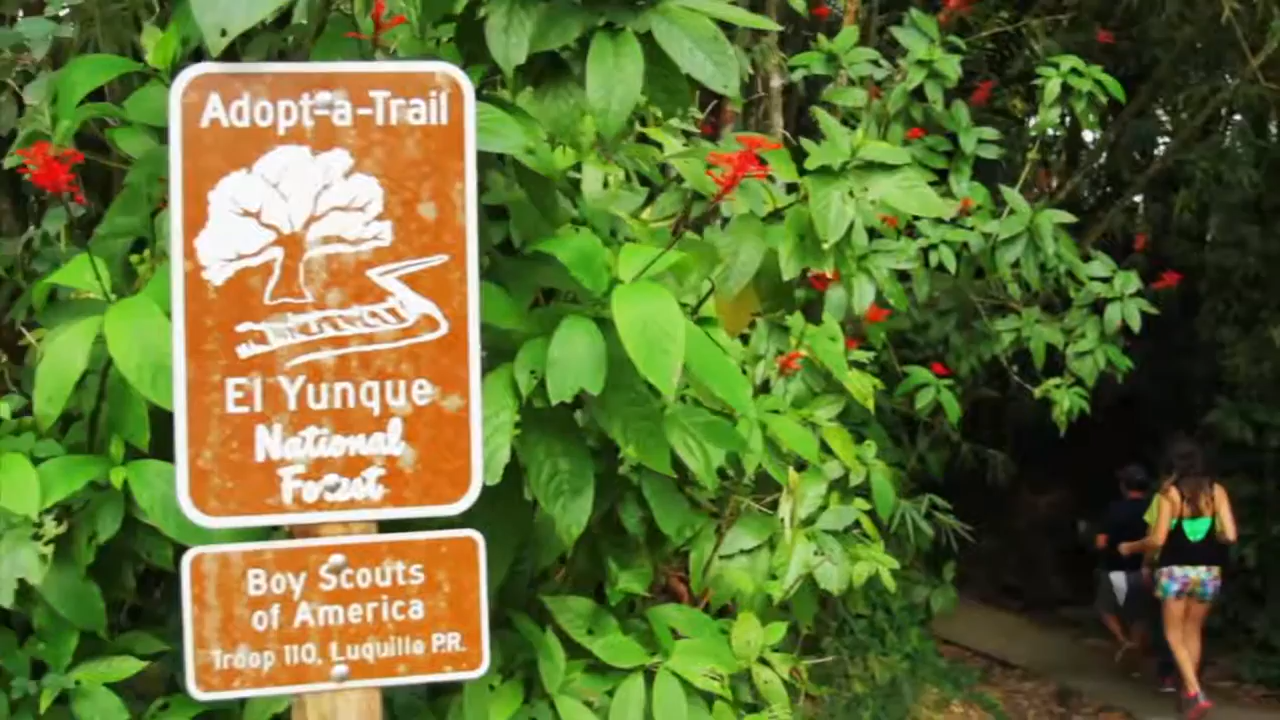 Adopt-a-Trail
El Yunque
National
Forest
Boy Scouts
of America
Troop 110, Luquillo P.R.